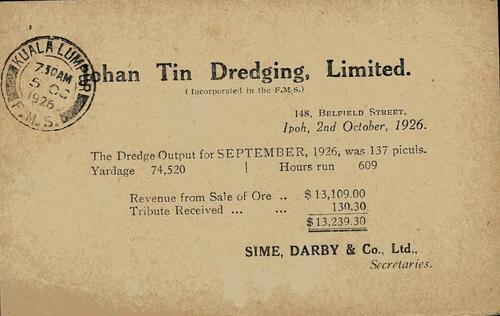 KUALA LUMPUR
7.30 AM
5 OC
1926
F.M.S.
Johan Tin Dredging, Limited.
(Incorporated in the F.M.S.)
148, BELFIELD STREET,
Ipoh, 2nd October, 1926.
The Dredge Output for SEPTEMBER, 1926, was 137 piculs.
Yardage 74,520 | Hours run 609
Revenue from Sale of Ore .. $ 13,109.00
Tribute Received ... ... 130.30
$ 13,239.30
SIME, DARBY & Co., Ltd.,
Secretaries.